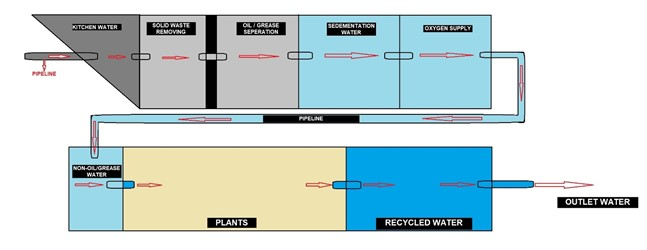 KITCHEN WATER
SOLID WASTE
REMOVING
OIL / GREASE
SEPERATION
SEDEMENTATION
WATER
OXYGEN SUPPLY
PIPELINE
PIPELINE
NON-OIL/GREASE
WATER
PLANTS
RECYCLED WATER
OUTLET WATER